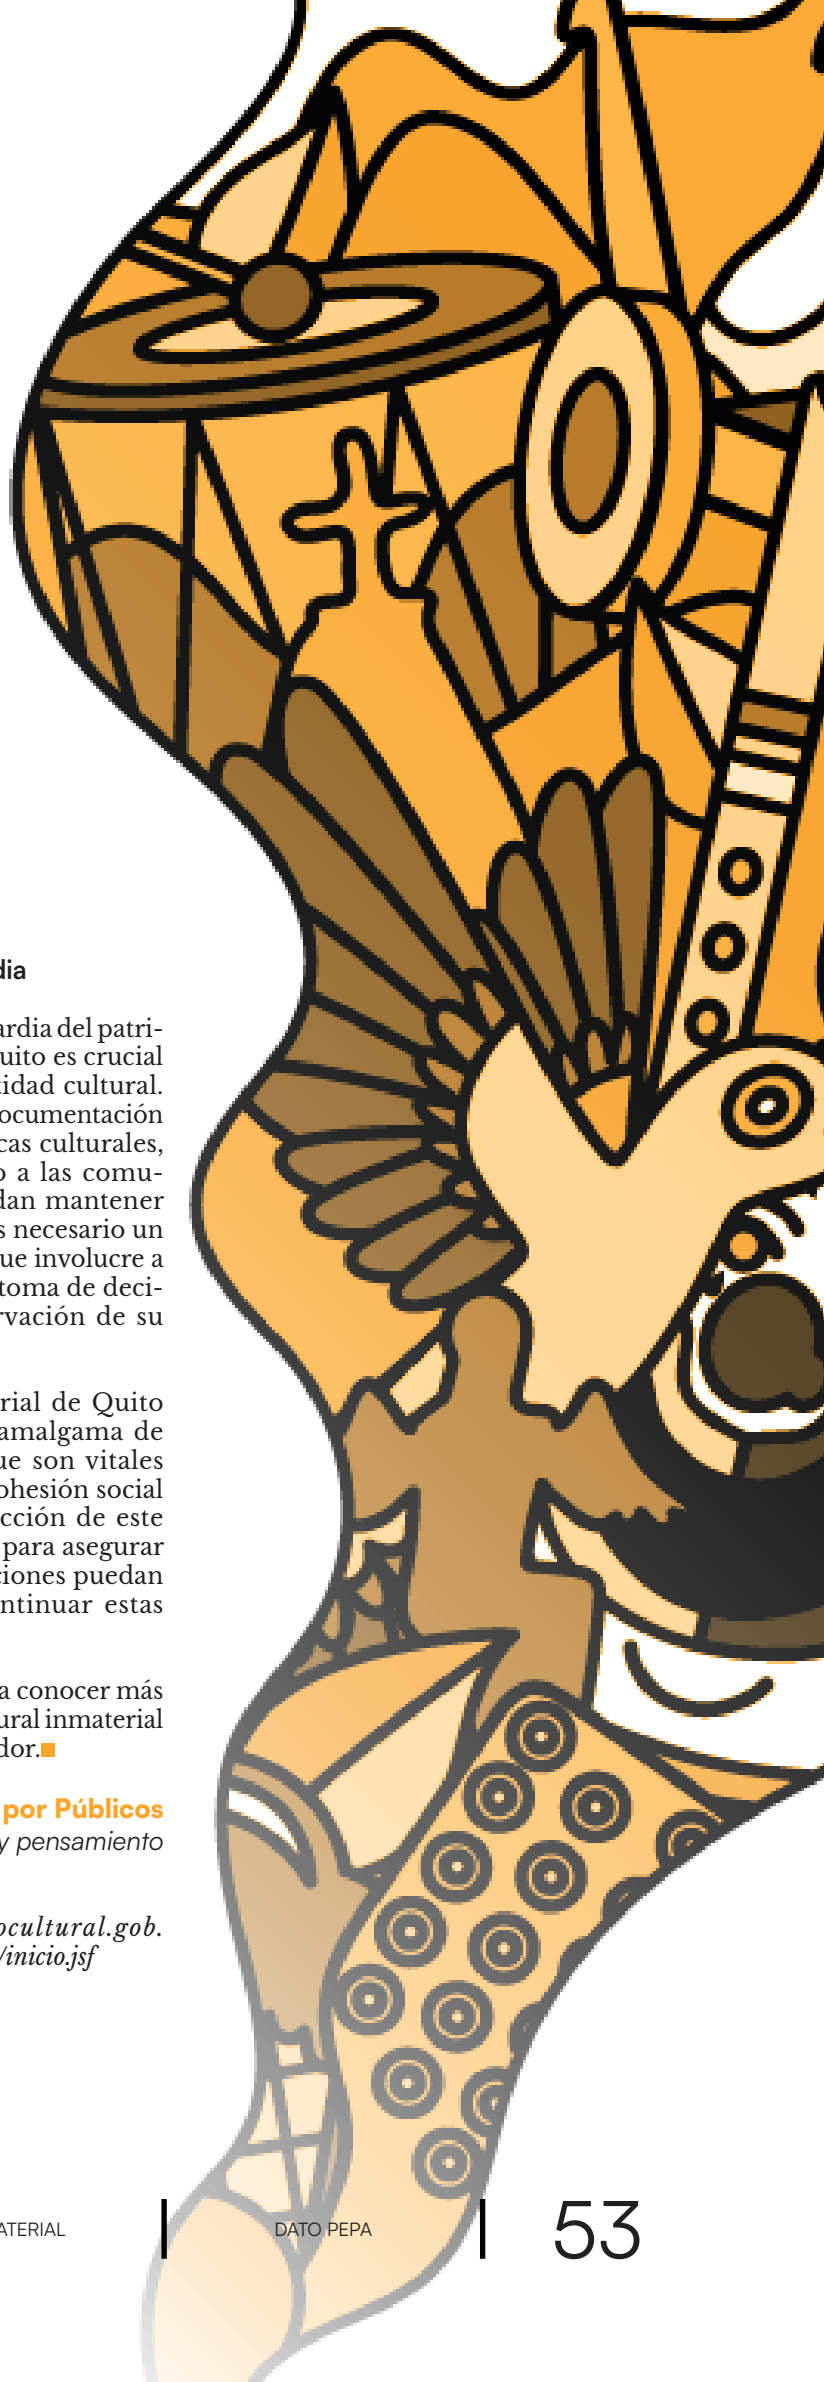 dia
ardia del patri-
uito es crucial
tidad cultural.
ocumentación
cas culturales,
o a las comu-
dan mantener
s necesario un
ue involucre a
toma de deci-
rvación de su
rial de Quito
amalgama de
ue son vitales
ohesión social
cción de este
para asegurar
ciones puedan
ntinuar estas
a conocer más
ural inmaterial
dor.
por Públicos
y pensamiento
ocultural.gob.
/inicio.jsf
ATERIAL
DATO PEPA
53